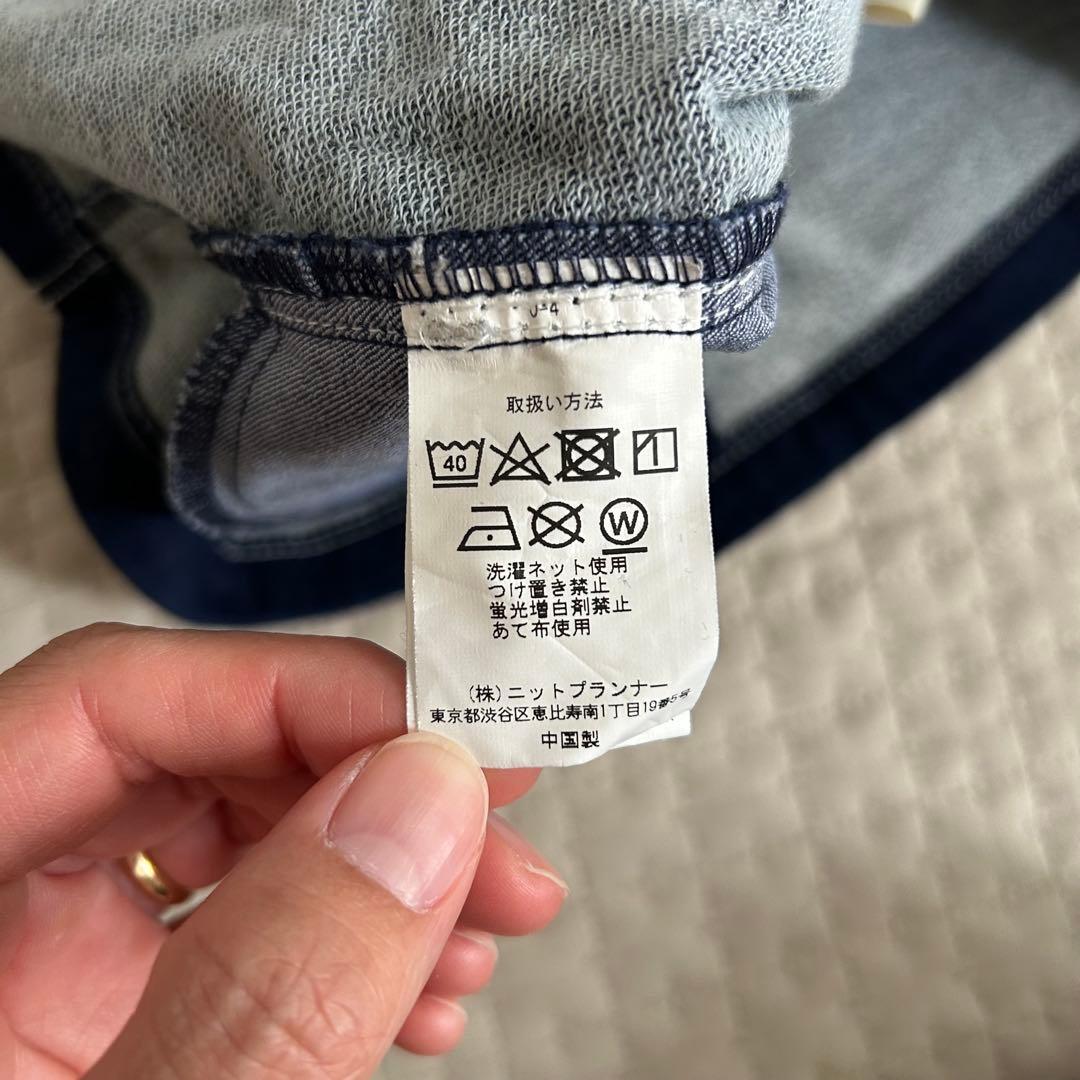 J-4
取扱い方法
40
1
W
洗濯ネット使用
つけ置き禁止
蛍光増白剤禁止
あて布使用
(株)ニットプランナー
東京都渋谷区恵比寿南1丁目19番5号
中国製